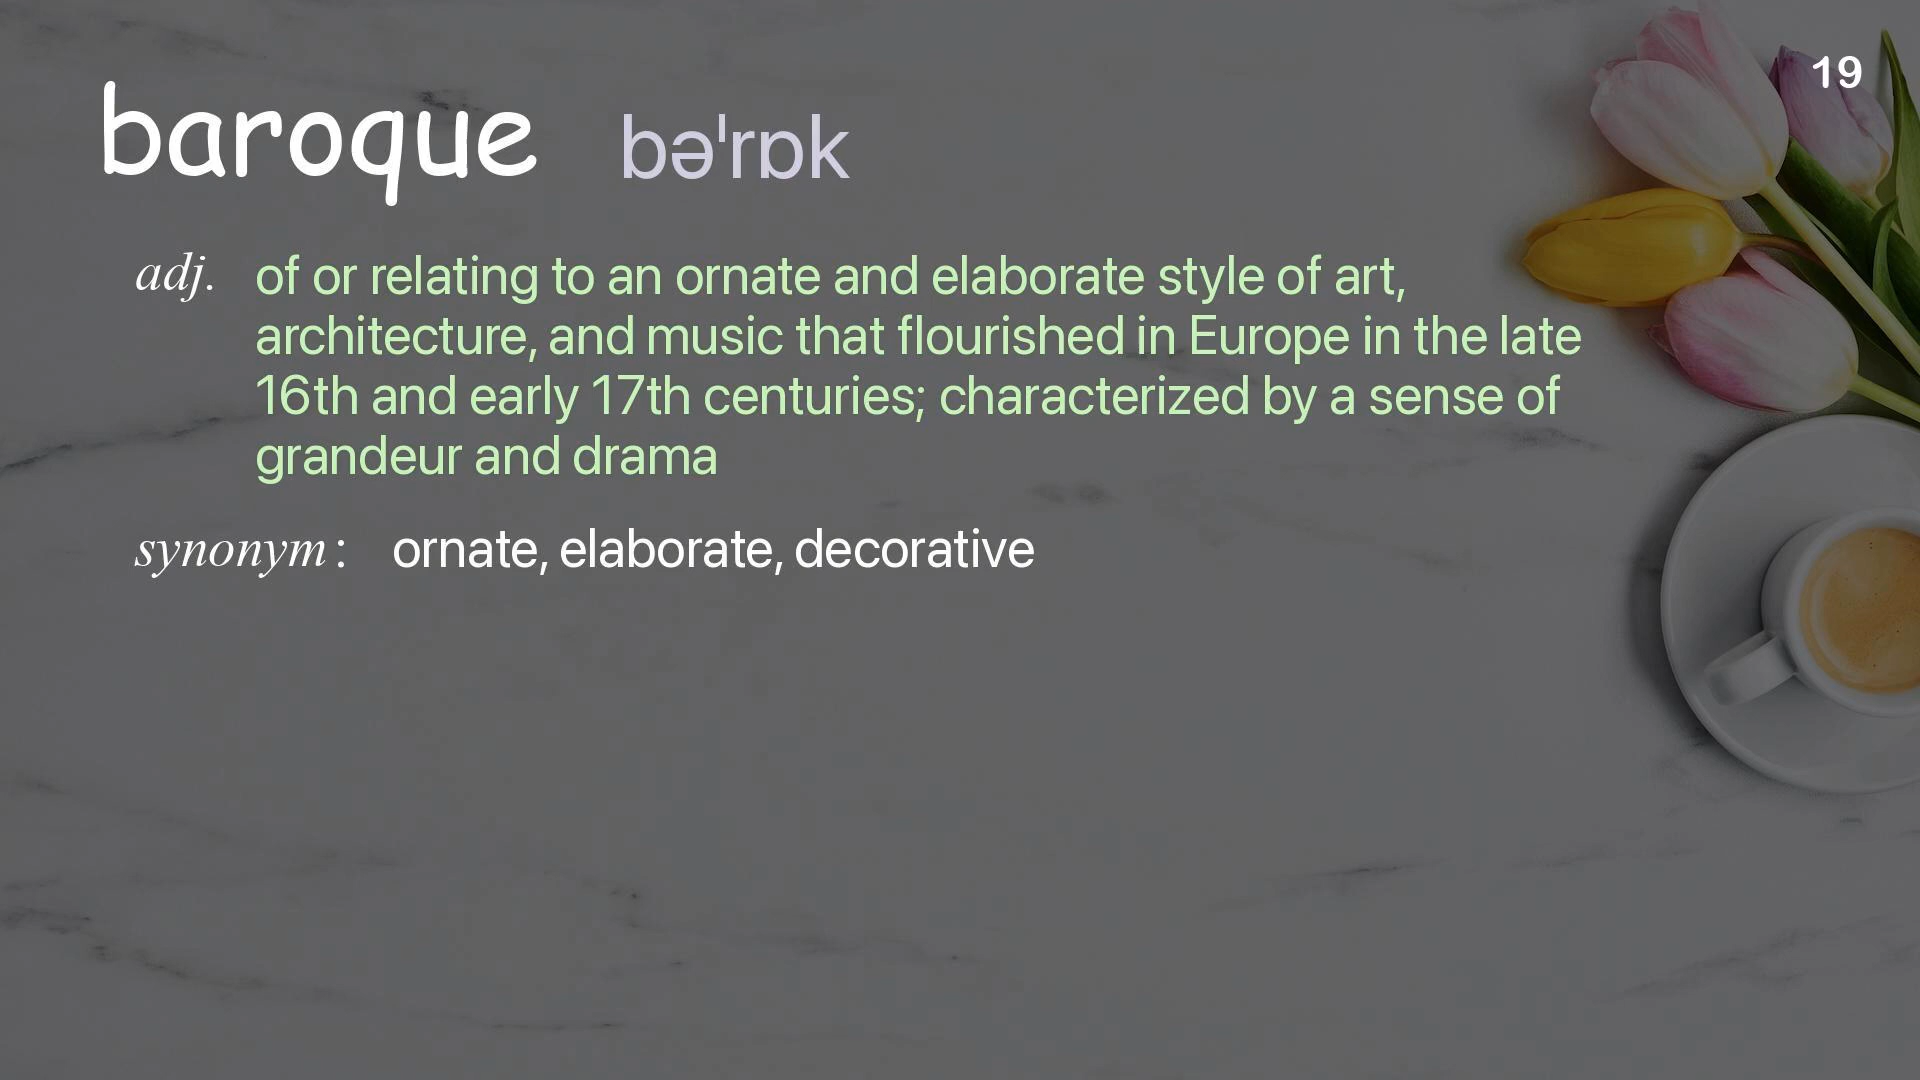 19
baroque bəˈrɒk
adj. of or relating to an ornate and elaborate style of art,
architecture, and music that flourished in Europe in the late
16th and early 17th centuries; characterized by a sense of
grandeur and drama
synonym : ornate, elaborate, decorative